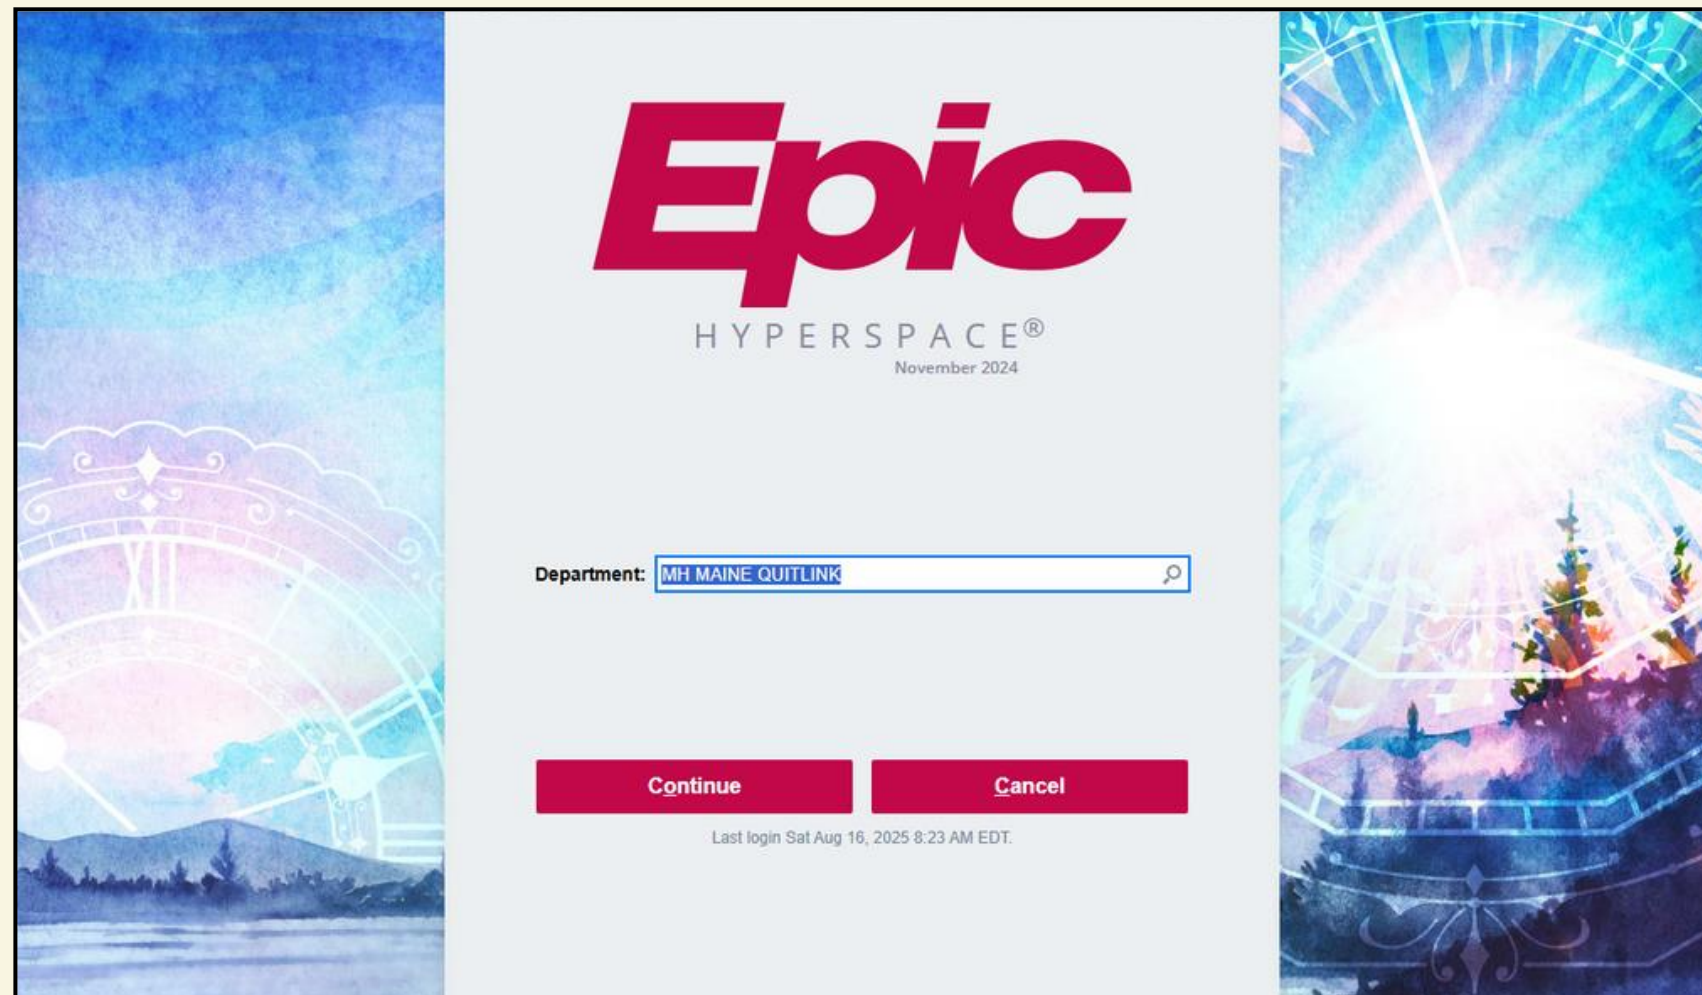 Epic
HYPERSPACE®
November 2024
Department: MH MAINE QUITLINK
Continue Cancel
Last login Sat Aug 16, 2025 8:23 AM EDT.